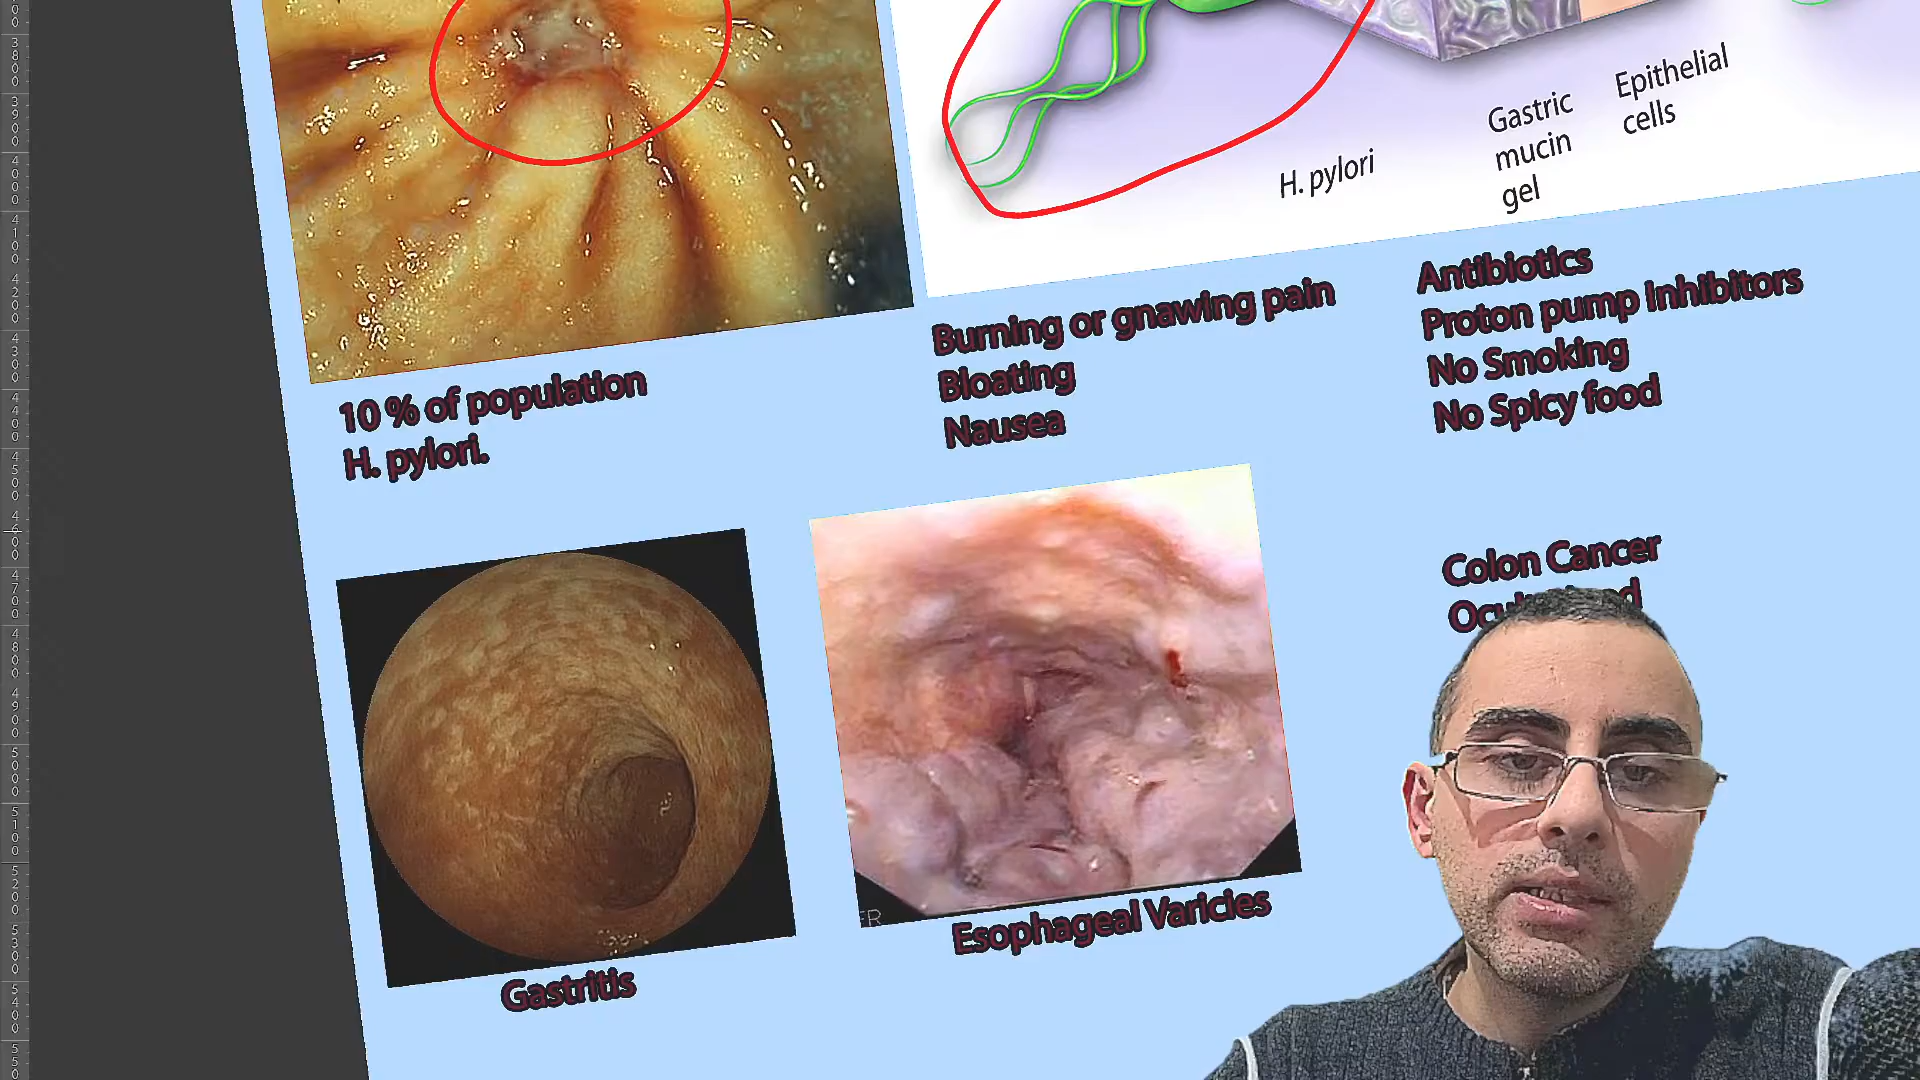 H. pylori
Gastric
mucin
gel
Epithelial
cells
10 % of population
H. pylori.
Burning or gnawing pain
Bloating
Nausea
Antibiotics
Proton pump Inhibitors
No Smoking
No Spicy food
Colon Cancer
Gastritis
Esophageal Varicies